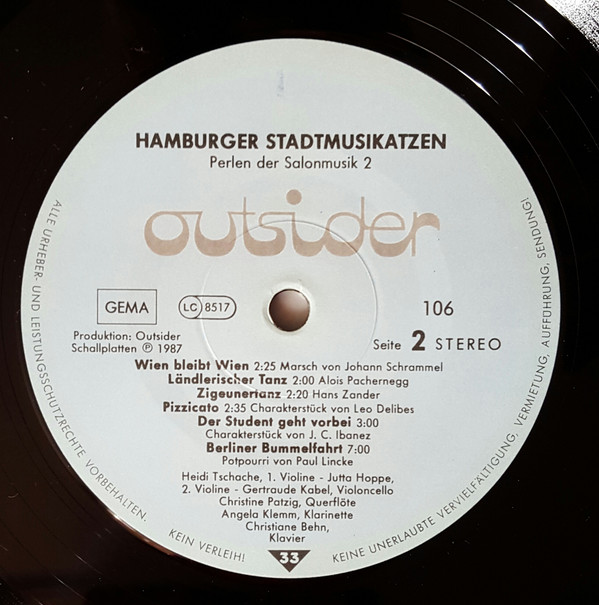 HAMBURGER STADTMUSIKATZEN
Perlen der Salonmusik 2
outsider
GEMA
LC 8517
106
Produktion: Outsider
Schallplatten Ⓟ 1987
Seite 2 STEREO
Wien bleibt Wien 2:25 Marsch von Johann Schrammel
Ländlerischer Tanz 2:00 Alois Pachernegg
Zigeunertanz 2:20 Hans Zander
Pizzicato 2:35 Charakterstück von Leo Delibes
Der Student geht vorbei 3:00
Charakterstück von J. C. Ibanez
Berliner Bummelfahrt 7:00
Potpourri von Paul Lincke
Heidi Tschache, 1. Violine - Jutta Hoppe,
2. Violine - Gertraude Kabel, Violoncello
Christine Patzig, Querflöte
Angela Klemm, Klarinette
Christiane Behn,
Klavier
33
ALLE URHEBER- UND LEISTUNGSSCHUTZRECHTE VORBEHALTEN.
KEIN VERLEIH!
KEINE UNERLAUBTE VERVIELFÄLTIGUNG, VERMIETUNG, AUFFÜHRUNG, SENDUNG!